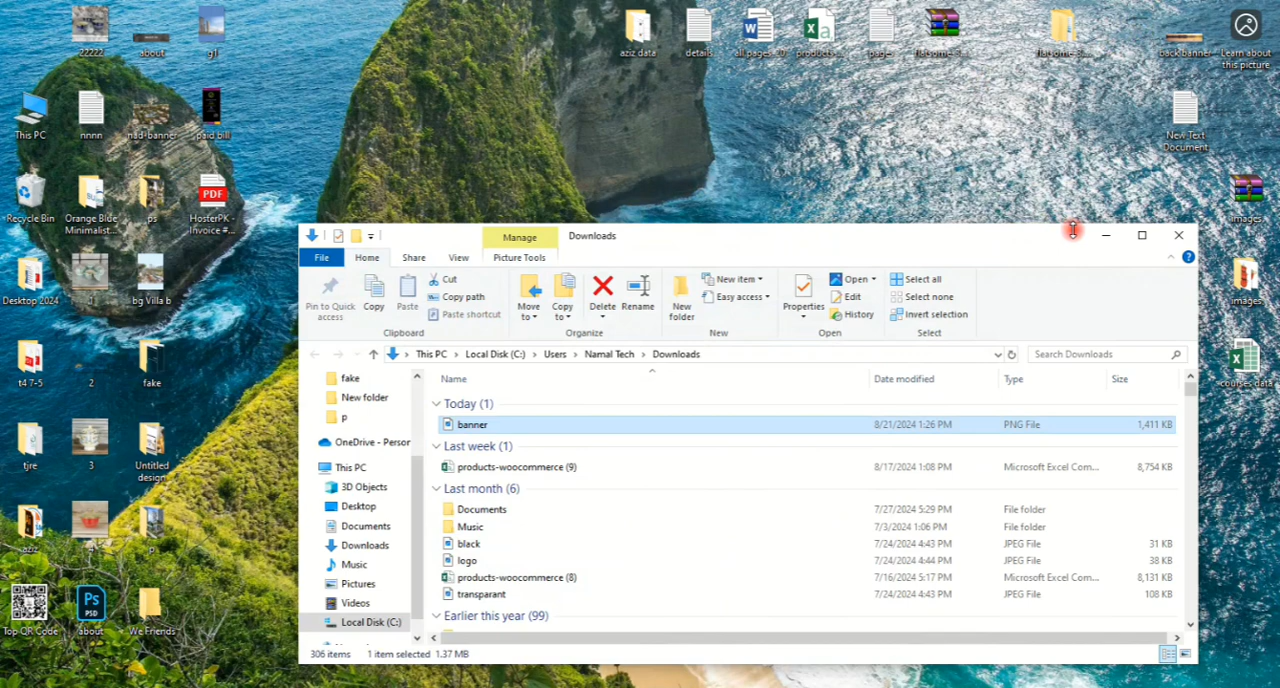 22222
about
g1
aziz data
details
flatsome-3...
back banner
Learn about
this picture
This PC
nnnn
nad-banner
paid bill
New Text
Document
Recycle Bin
Orange Blue
Minimalist...
ps
HosterPK -
Invoice #...
images
Desktop 2024
bg Villa b
images
t4 7-5
2
fake
courses data
tjre
3
Untitled
design
aziz
p
Top QR Code
about
We Friends
Manage
Downloads
File
Home
Share
View
Picture Tools
Pin to Quick
access
Copy
Paste
Cut
Copy path
Paste shortcut
Clipboard
Move
to
Copy
to
Delete
Rename
Organize
New
folder
New item
Easy access
New
Properties
Open
Edit
History
Open
Select all
Select none
Invert selection
Select
This PC > Local Disk (C:) > Users > Namal Tech > Downloads
Search Downloads
fake
New folder
p
OneDrive - Person
This PC
3D Objects
Desktop
Documents
Downloads
Music
Pictures
Videos
Local Disk (C:)
Name Date modified Type Size
Today (1)
banner 8/21/2024 1:26 PM PNG File 1,411 KB
Last week (1)
products-woocommerce (9) 8/17/2024 1:08 PM Microsoft Excel Com... 8,754 KB
Last month (6)
Documents 7/27/2024 5:29 PM File folder
Music 7/3/2024 1:06 PM File folder
black 7/24/2024 4:43 PM JPEG File 31 KB
logo 7/24/2024 4:44 PM JPEG File 38 KB
products-woocommerce (8) 7/16/2024 5:17 PM Microsoft Excel Com... 8,131 KB
transparant 7/24/2024 4:43 PM JPEG File 108 KB
Earlier this year (99)
306 items 1 item selected 1.37 MB